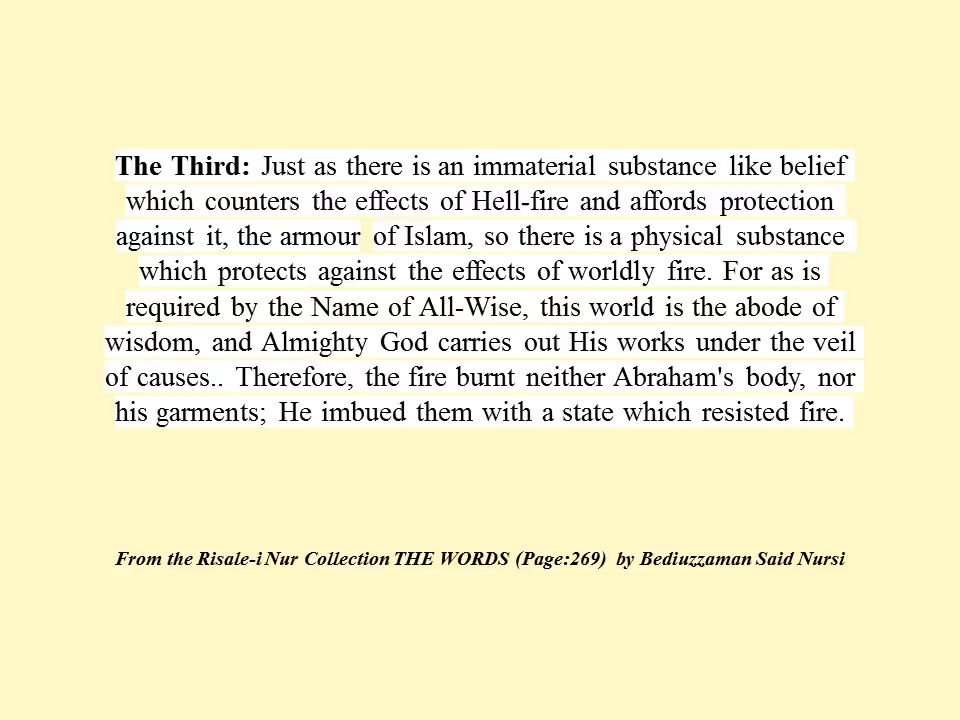 The Third: Just as there is an immaterial substance like belief
which counters the effects of Hell-fire and affords protection
against it, the armour of Islam, so there is a physical substance
which protects against the effects of worldly fire. For as is
required by the Name of All-Wise, this world is the abode of
wisdom, and Almighty God carries out His works under the veil
of causes.. Therefore, the fire burnt neither Abraham's body, nor
his garments; He imbued them with a state which resisted fire.
From the Risale-i Nur Collection THE WORDS (Page:269) by Bediuzzaman Said Nursi